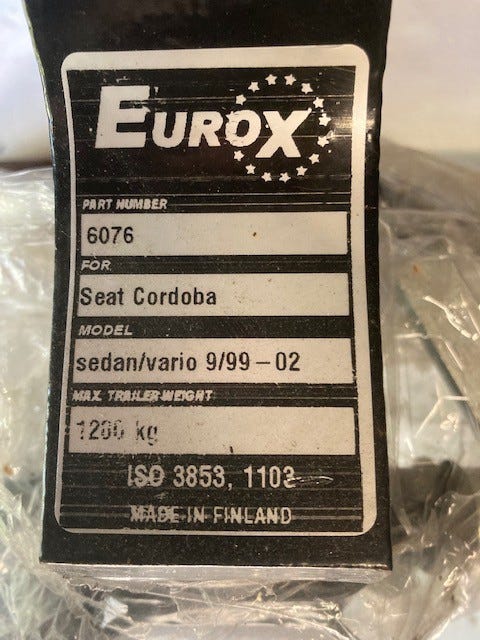 EUROX
PART NUMBER
6076
FOR
Seat Cordoba
MODEL
sedan/vario 9/99-02
MAX. TRAILER WEIGHT
1200 kg
ISO 3853, 1103
MADE IN FINLAND